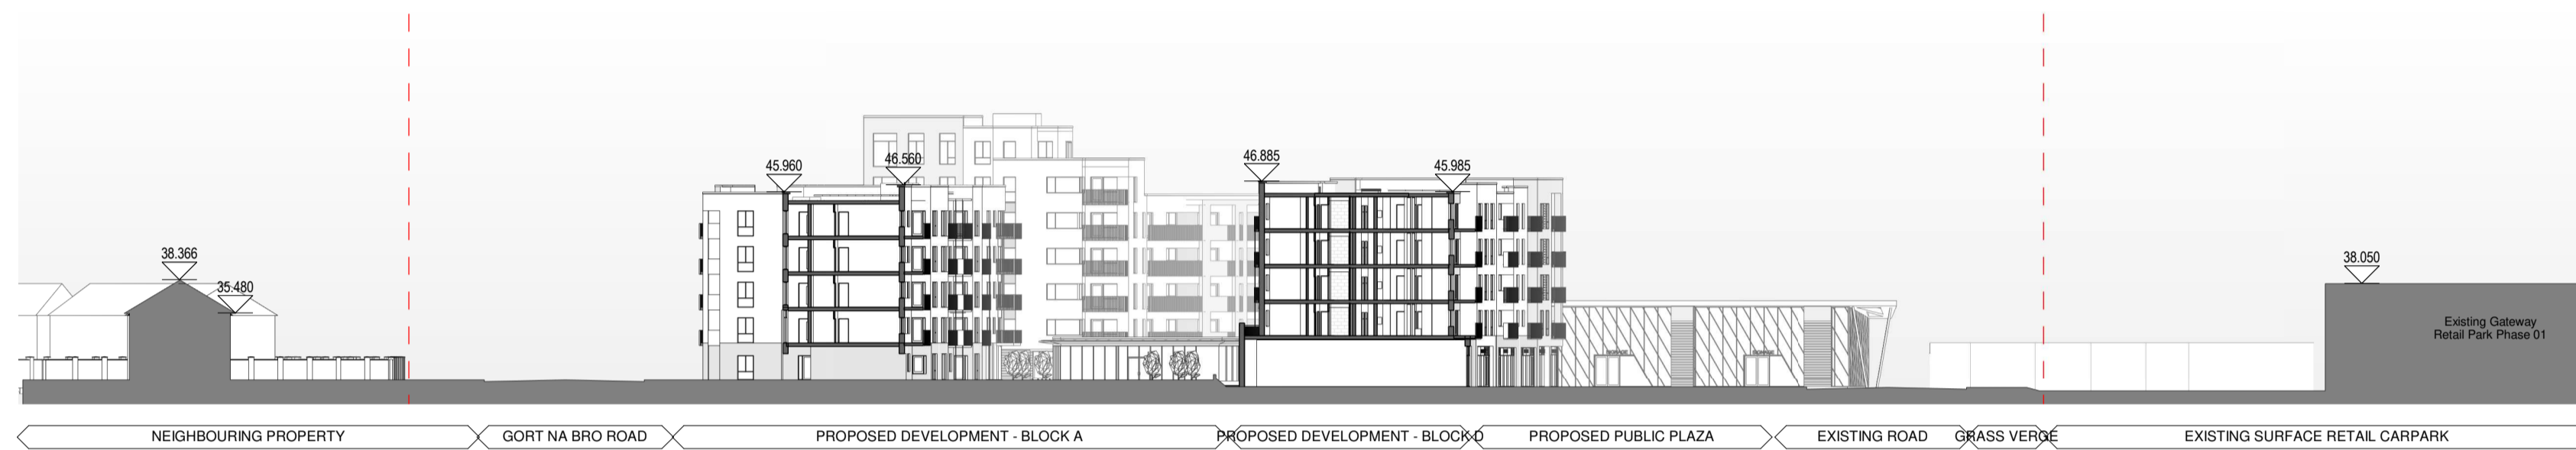 45.960
46.560
46.885
45.985
38.366
35.480
38.050
Existing Gateway
Retail Park Phase 01
SIGNAGE
SIGNAGE
NEIGHBOURING PROPERTY
GORT NA BRO ROAD
PROPOSED DEVELOPMENT - BLOCK A
PROPOSED DEVELOPMENT - BLOCK D
PROPOSED PUBLIC PLAZA
EXISTING ROAD
GRASS VERGE
EXISTING SURFACE RETAIL CARPARK